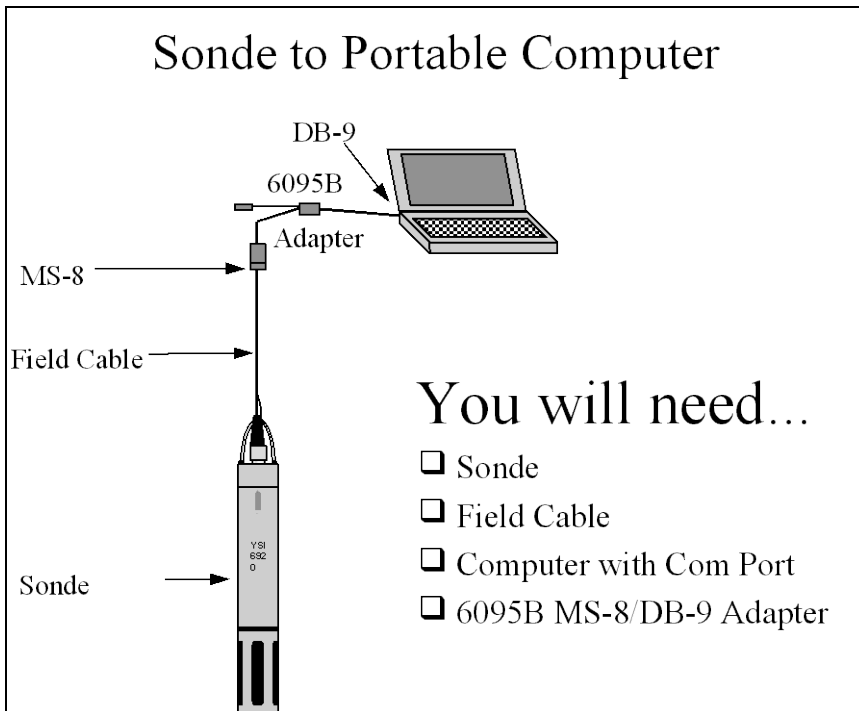 Sonde to Portable Computer
DB-9
6095B
Adapter
MS-8
Field Cable
You will need...
Sonde
Field Cable
Computer with Com Port
6095B MS-8/DB-9 Adapter
YSI
692
0
Sonde